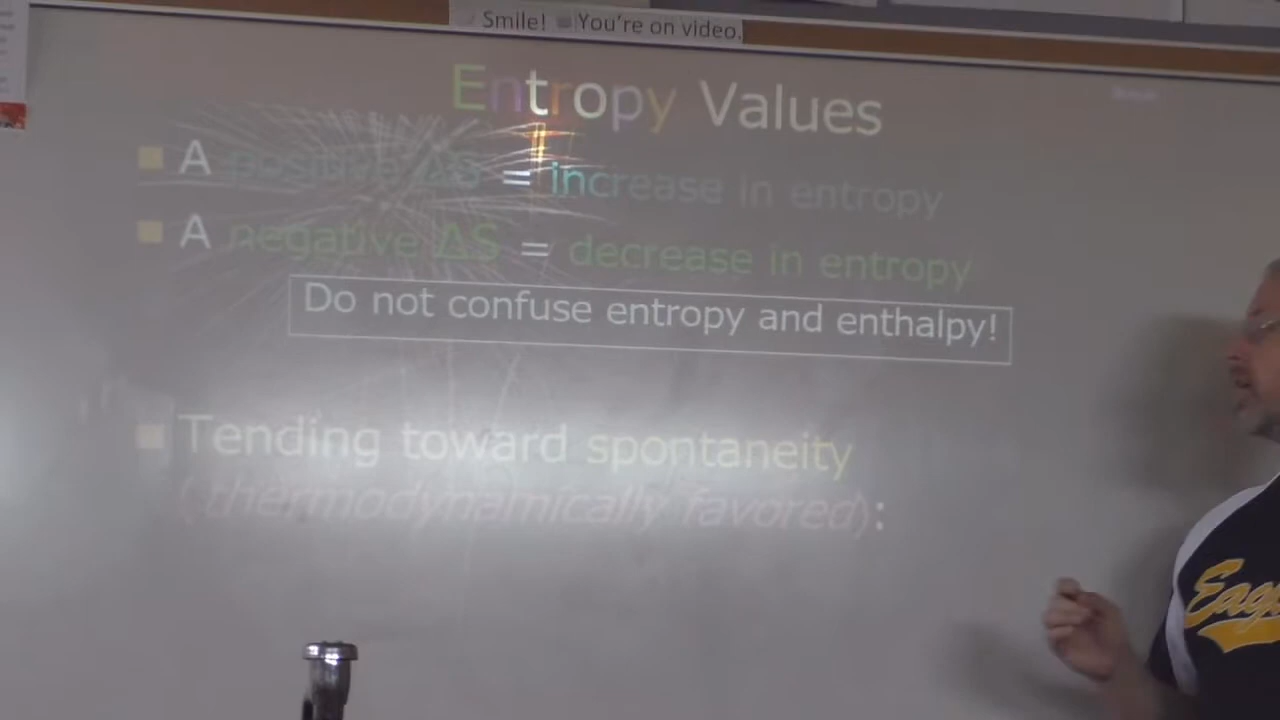 Smile! You're on video.
Entropy Values
A positive ΔS = increase in entropy
A negative ΔS = decrease in entropy
Do not confuse entropy and enthalpy!
Tending toward spontaneity
(thermodynamically favored):